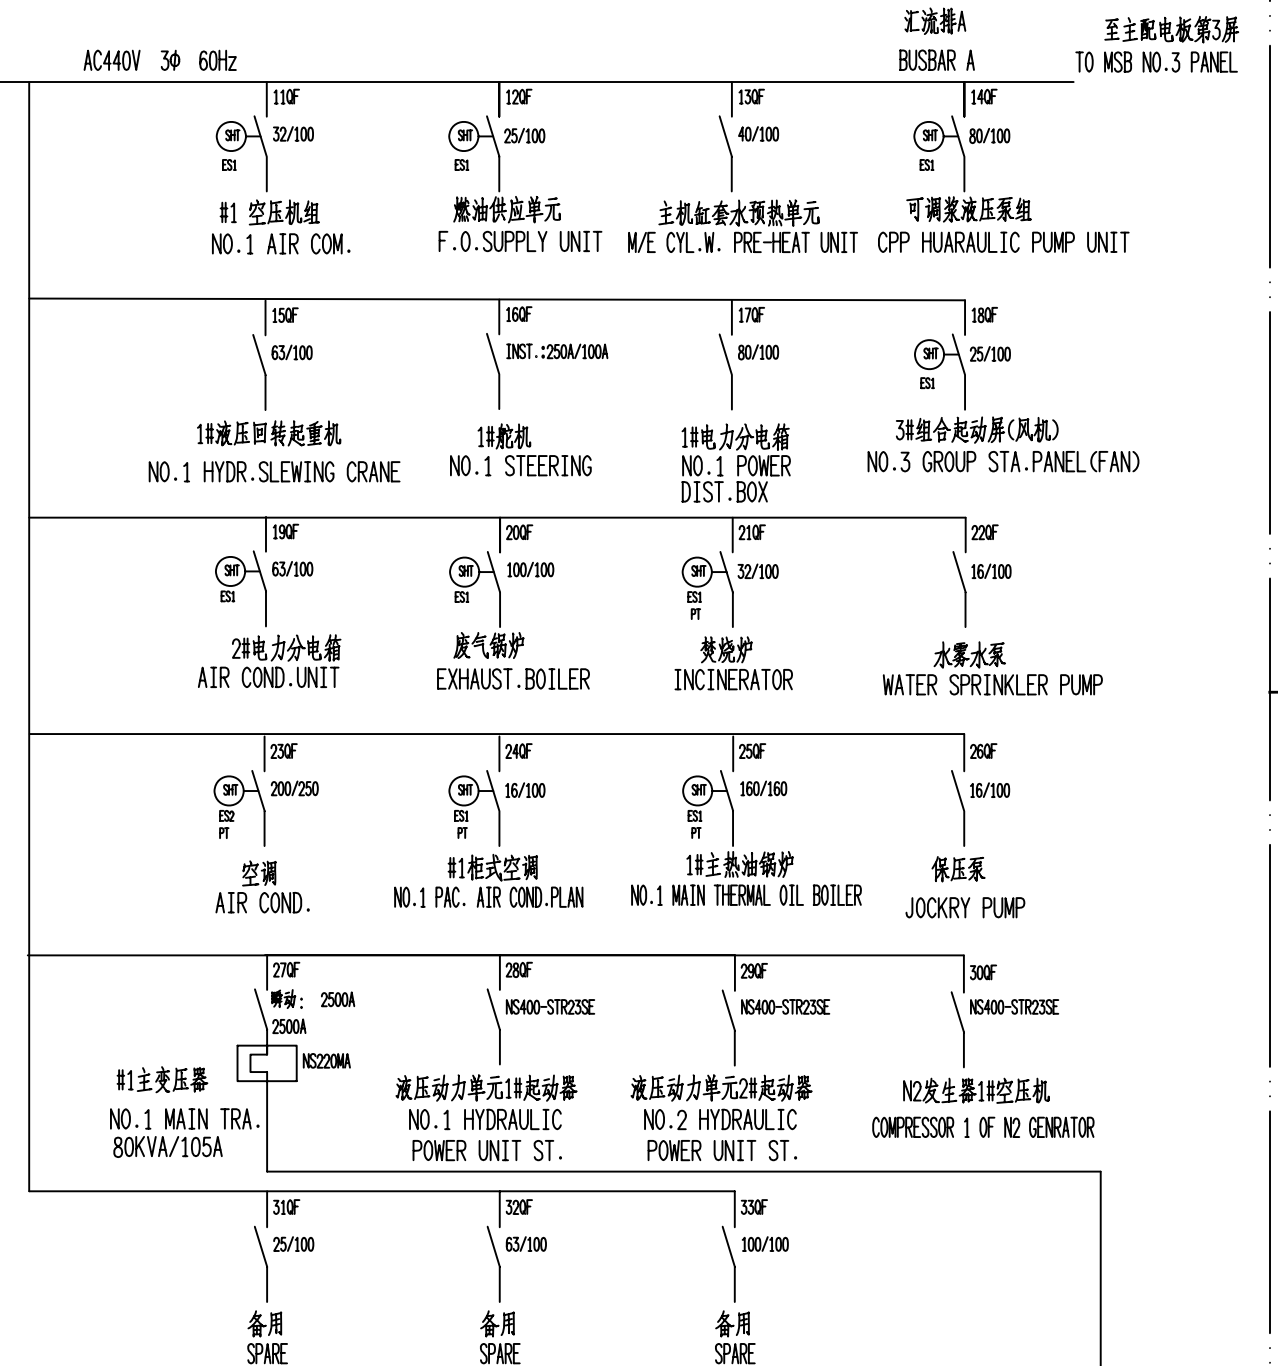 汇流排A
至主配电板第3屏
AC440V 3Φ 60Hz
BUSBAR A
TO MSB NO.3 PANEL
11QF
12QF
13QF
14QF
SHT
32/100
SHT
25/100
40/100
SHT
80/100
ES1
ES1
ES1
#1 空压机组
燃油供应单元
主机缸套水预热单元
可调浆液压泵组
NO.1 AIR COM.
F.O.SUPPLY UNIT
M/E CYL.W. PRE-HEAT UNIT
CPP HUARAULIC PUMP UNIT
15QF
16QF
17QF
18QF
63/100
INST.:250A/100A
80/100
SHT
25/100
ES1
1#液压回转起重机
1#舵机
1#电力分电箱
3#组合起动屏(风机)
NO.1 HYDR.SLEWING CRANE
NO.1 STEERING
NO.1 POWER
DIST.BOX
NO.3 GROUP STA.PANEL(FAN)
19QF
20QF
21QF
22QF
SHT
63/100
SHT
100/100
SHT
32/100
16/100
ES1
ES1
ES1
PT
2#电力分电箱
废气锅炉
焚烧炉
水雾水泵
AIR COND.UNIT
EXHAUST.BOILER
INCINERATOR
WATER SPRINKLER PUMP
23QF
24QF
25QF
26QF
SHT
200/250
SHT
16/100
SHT
160/160
16/100
ES2
PT
ES1
PT
ES1
PT
空调
#1柜式空调
1#主热油锅炉
保压泵
AIR COND.
NO.1 PAC. AIR COND.PLAN
NO.1 MAIN THERMAL OIL BOILER
JOCKRY PUMP
27QF
28QF
29QF
30QF
瞬动: 2500A
2500A
NS400-STR23SE
NS400-STR23SE
NS400-STR23SE
NS220MA
#1主变压器
液压动力单元1#起动器
液压动力单元2#起动器
N2发生器1#空压机
NO.1 MAIN TRA.
80KVA/105A
NO.1 HYDRAULIC
POWER UNIT ST.
NO.2 HYDRAULIC
POWER UNIT ST.
COMPRESSOR 1 OF N2 GENRATOR
31QF
32QF
33QF
25/100
63/100
100/100
备用
备用
备用
SPARE
SPARE
SPARE